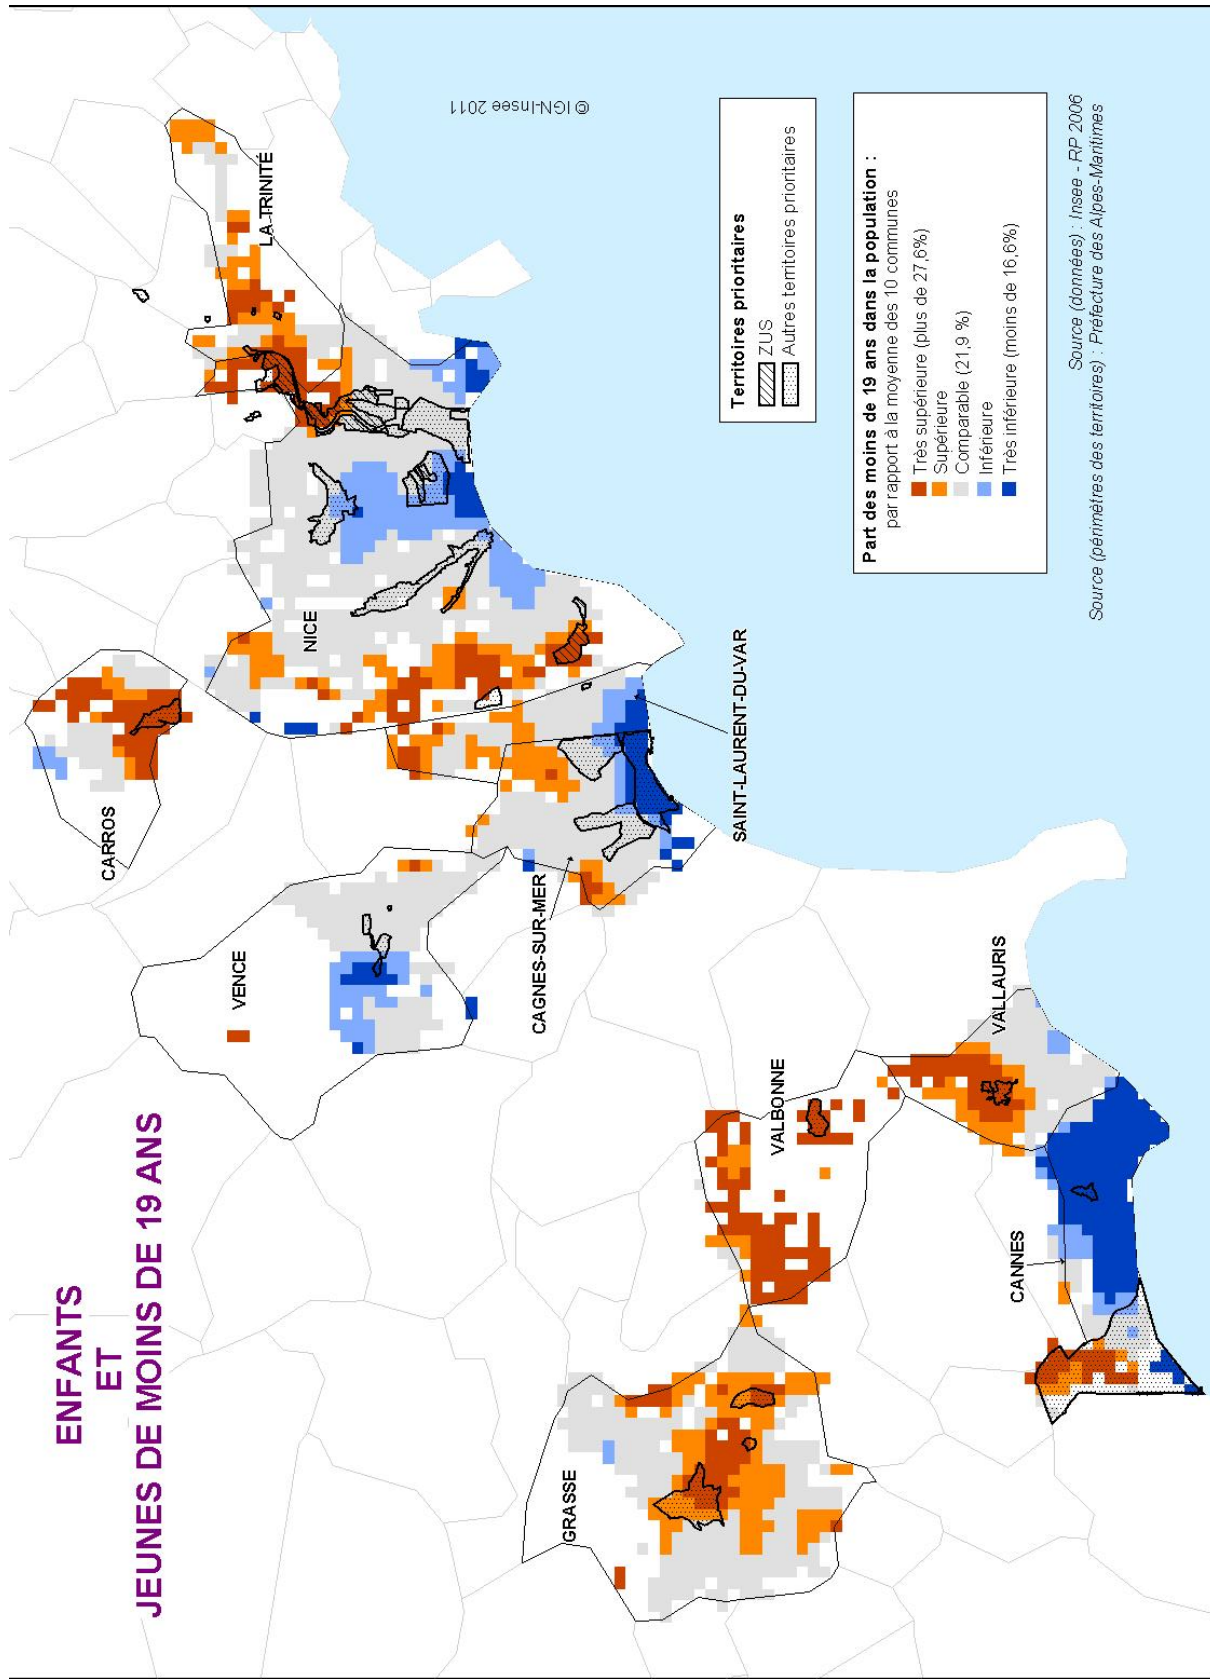 ENFANTS
ET
JEUNES DE MOINS DE 19 ANS
CARROS
VENCE
NICE
LA TRINITÉ
CAGNES-SUR-MER
SAINT-LAURENT-DU-VAR
GRASSE
VALBONNE
VALLAURIS
CANNES
© IGN-Insee 2011
Territoires prioritaires
ZUS
Autres territoires prioritaires
Part des moins de 19 ans dans la population :
par rapport à la moyenne des 10 communes
Très supérieure (plus de 27,6%)
Supérieure
Comparable (21,9 %)
Inférieure
Très inférieure (moins de 16,6%)
Source (données) : Insee - RP 2006
Source (périmètres des territoires) : Préfecture des Alpes-Maritimes